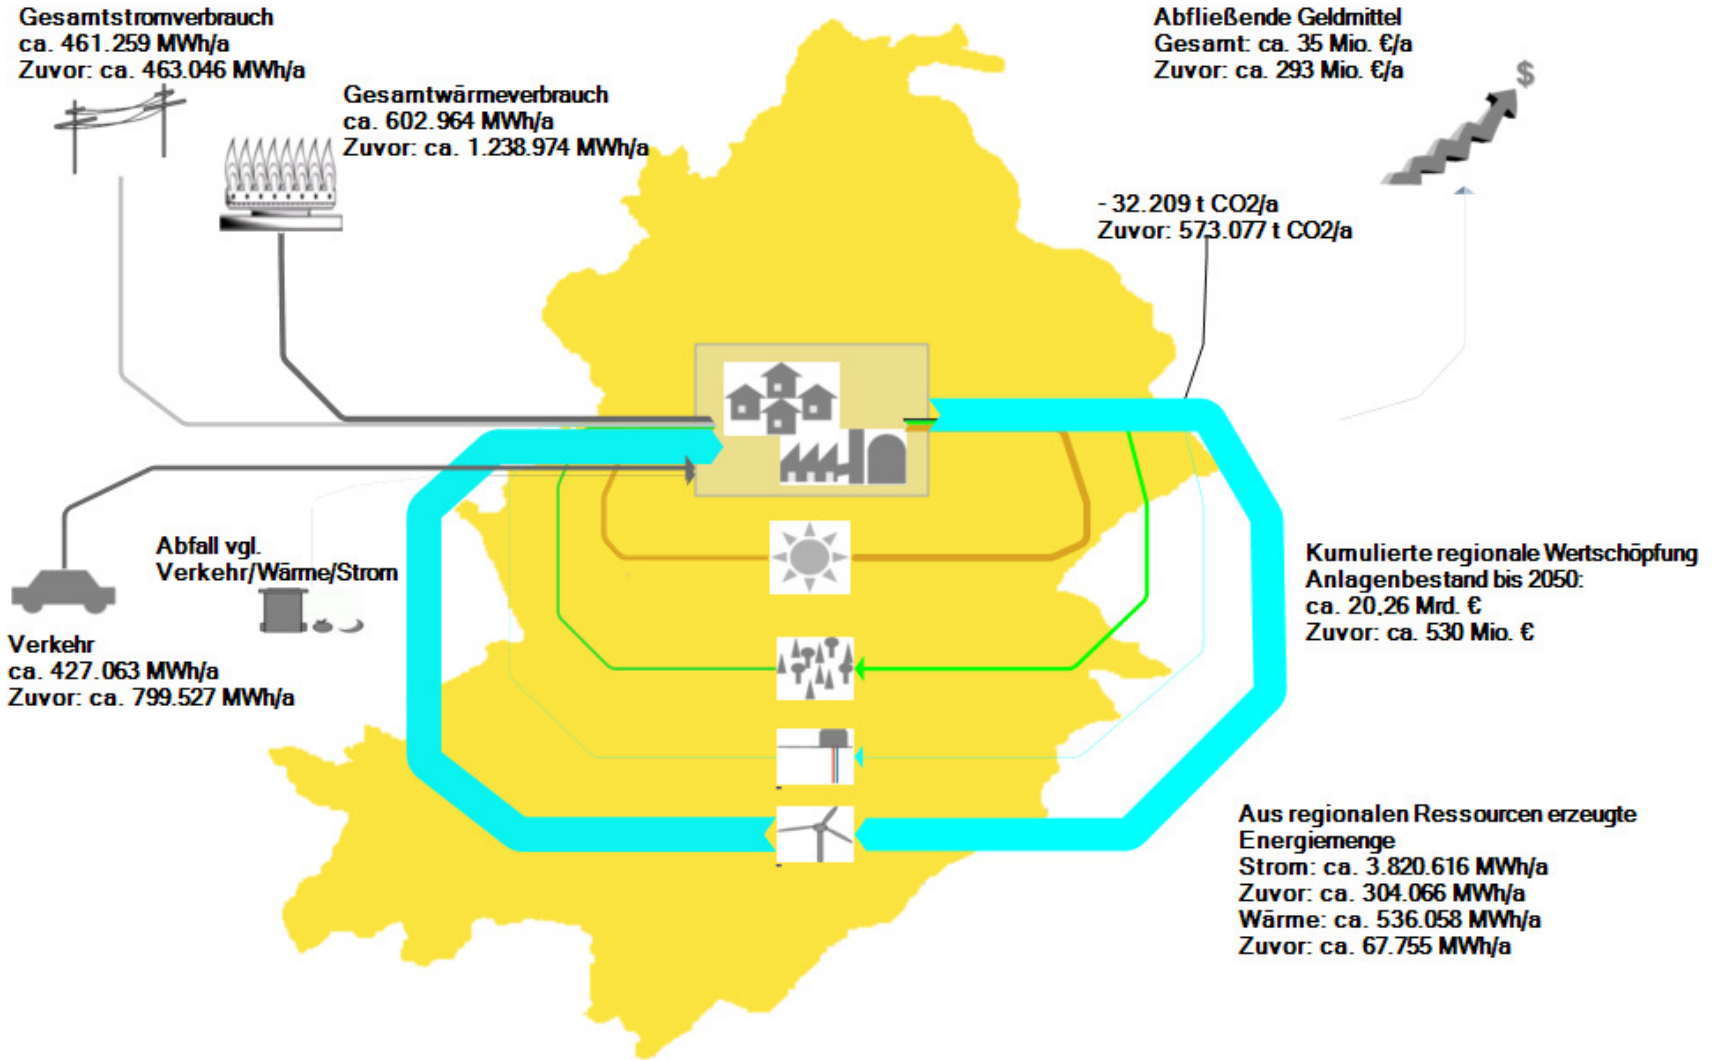 Gesamtstromverbrauch
ca. 461.259 MWh/a
Zuvor: ca. 463.046 MWh/a
Gesamtwärmeverbrauch
ca. 602.964 MWh/a
Zuvor: ca. 1.238.974 MWh/a
Abfließende Geldmittel
Gesamt: ca. 35 Mio. €/a
Zuvor: ca. 293 Mio. €/a
$
- 32.209 t CO2/a
Zuvor: 573.077 t CO2/a
Abfall vgl.
Verkehr/Wärme/Strom
Verkehr
ca. 427.063 MWh/a
Zuvor: ca. 799.527 MWh/a
Kumulierte regionale Wertschöpfung
Anlagenbestand bis 2050:
ca. 20,26 Mrd. €
Zuvor: ca. 530 Mio. €
Aus regionalen Ressourcen erzeugte
Energiemenge
Strom: ca. 3.820.616 MWh/a
Zuvor: ca. 304.066 MWh/a
Wärme: ca. 536.058 MWh/a
Zuvor: ca. 67.755 MWh/a